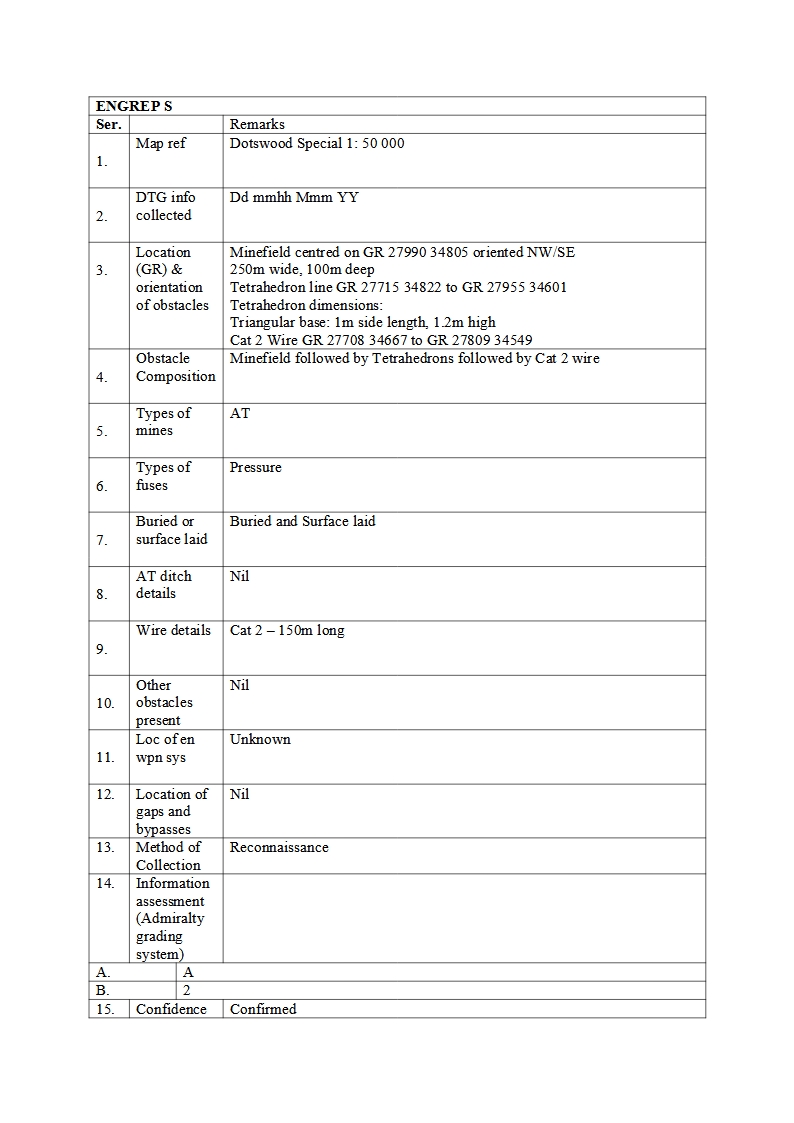 ENGREP S
Ser.
Remarks
1.
Map ref
Dotswood Special 1: 50 000
2.
DTG info
collected
Dd mmhh Mmm YY
3.
Location
(GR) &
orientation
of obstacles
Minefield centred on GR 27990 34805 oriented NW/SE
250m wide, 100m deep
Tetrahedron line GR 27715 34822 to GR 27955 34601
Tetrahedron dimensions:
Triangular base: 1m side length, 1.2m high
Cat 2 Wire GR 27708 34667 to GR 27809 34549
4.
Obstacle
Composition
Minefield followed by Tetrahedrons followed by Cat 2 wire
5.
Types of
mines
AT
6.
Types of
fuses
Pressure
7.
Buried or
surface laid
Buried and Surface laid
8.
AT ditch
details
Nil
9.
Wire details
Cat 2 – 150m long
10.
Other
obstacles
present
Nil
11.
Loc of en
wpn sys
Unknown
12.
Location of
gaps and
bypasses
Nil
13.
Method of
Collection
Reconnaissance
14.
Information
assessment
(Admiralty
grading
system)
A.
A
B.
2
15.
Confidence
Confirmed